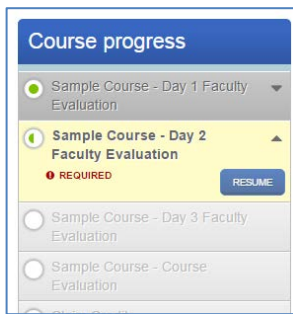 Course progress
Sample Course - Day 1 Faculty
Evaluation
Sample Course - Day 2
Faculty Evaluation
REQUIRED
RESUME
Sample Course - Day 3 Faculty
Evaluation
Sample Course - Course
Evaluation